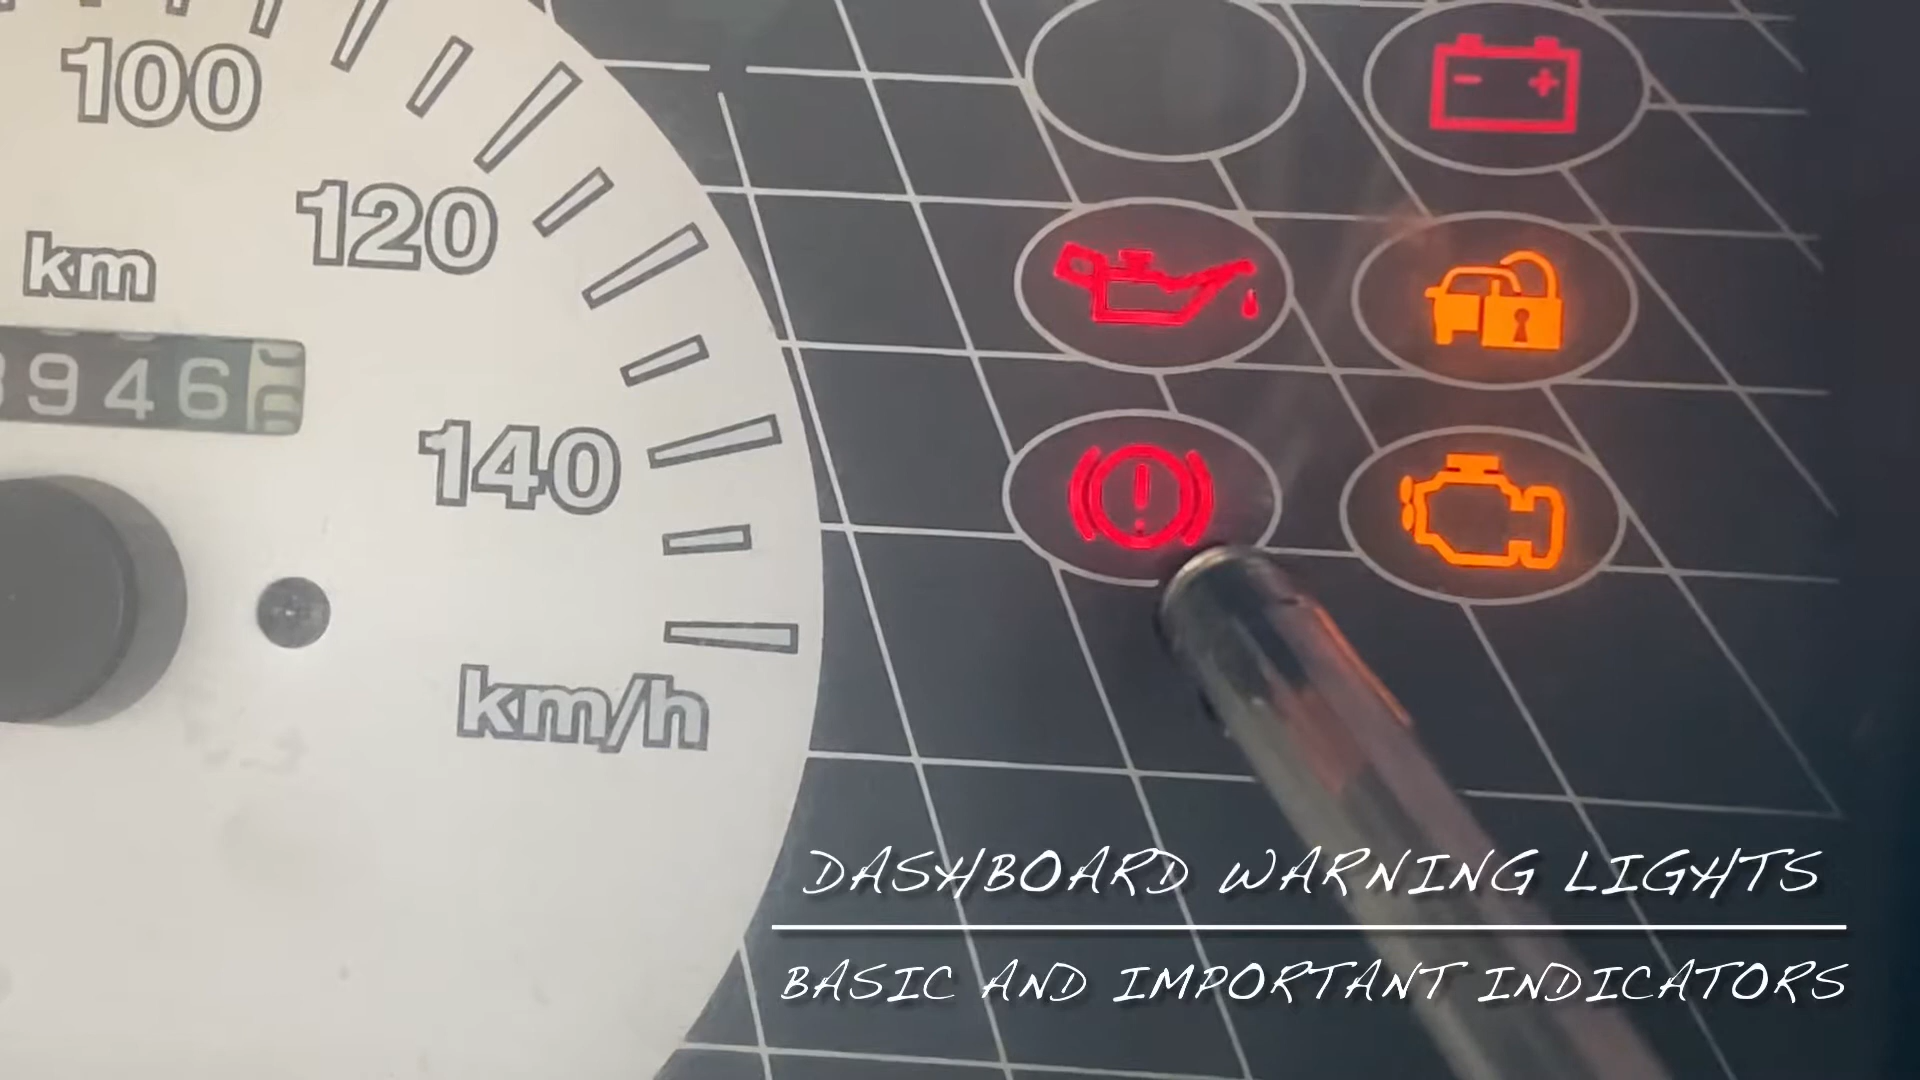 100
120
km
946
140
km/h
DASHBOARD WARNING LIGHTS
BASIC AND IMPORTANT INDICATORS